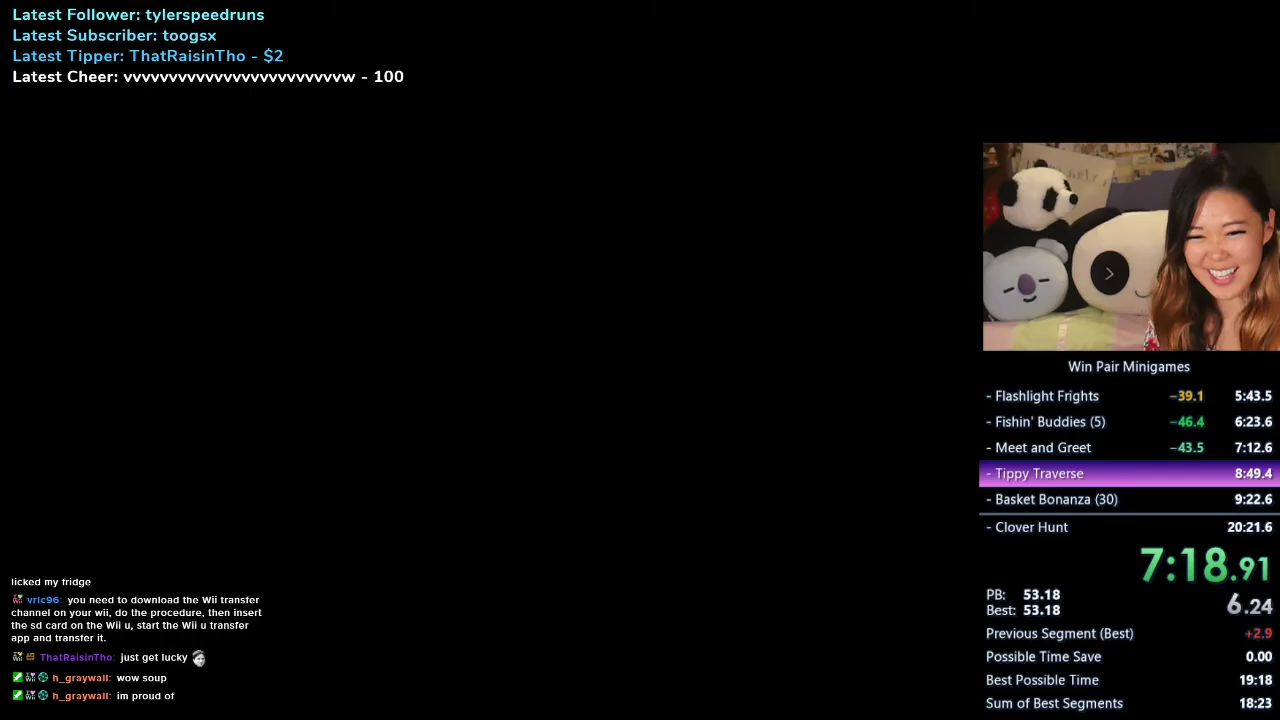 Latest Follower: tylerspeedruns
Latest Subscriber: toogsx
Latest Tipper: ThatRaisinTho - $2
Latest Cheer: vvvvvvvvvvvvvvvvvvvvvvvvw - 100
Win Pair Minigames
- Flashlight Frights −39.1 5:43.5
- Fishin' Buddies (5) −46.4 6:23.6
- Meet and Greet −43.5 7:12.6
- Tippy Traverse 8:49.4
- Basket Bonanza (30) 9:22.6
- Clover Hunt 20:21.6
7:18.91
PB: 53.18
Best: 53.18
6.24
Previous Segment (Best) +2.9
Possible Time Save 0.00
Best Possible Time 19:18
Sum of Best Segments 18:23
licked my fridge
vric96: you need to download the Wii transfer
channel on your wii, do the procedure, then insert
the sd card on the Wii u, start the Wii u transfer
app and transfer it.
ThatRaisinTho: just get lucky
h_graywall: wow soup
h_graywall: im proud of